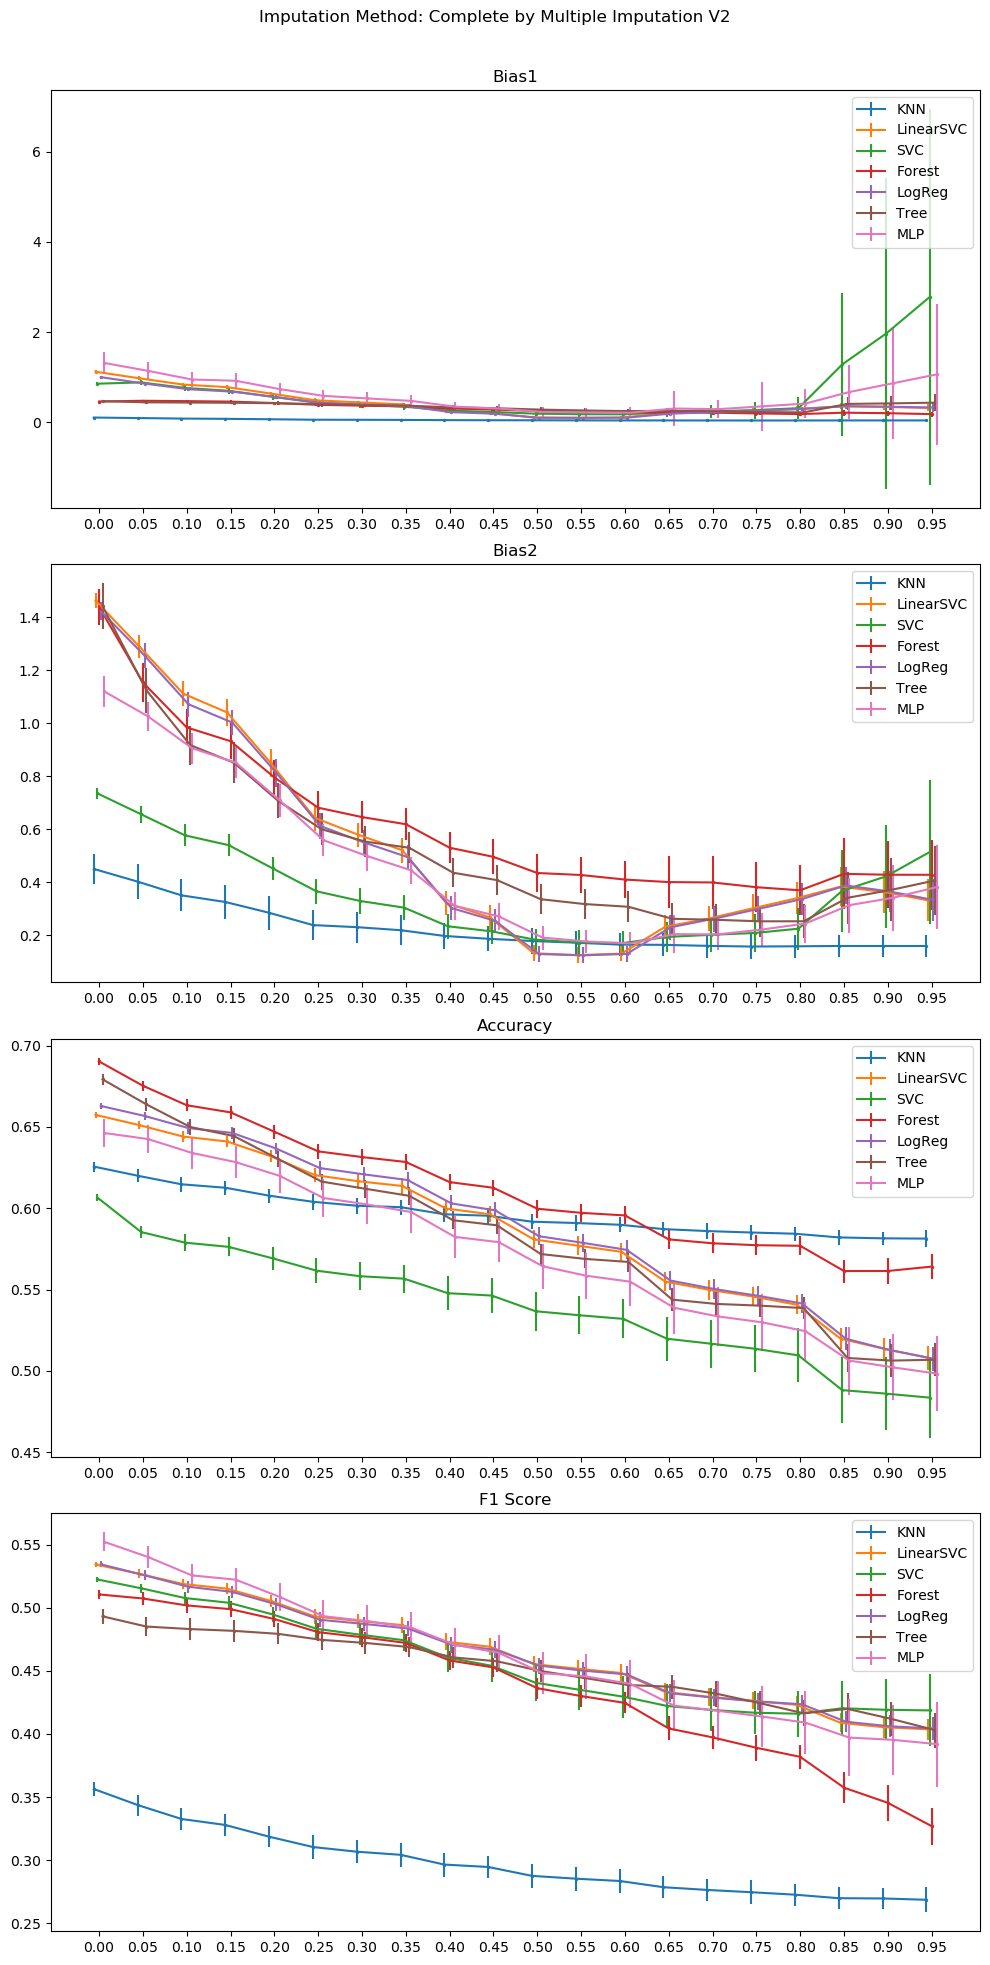 Imputation Method: Complete by Multiple Imputation V2
Bias1
6
4
2
0
KNN
LinearSVC
SVC
Forest
LogReg
Tree
MLP
0.00 0.05 0.10 0.15 0.20 0.25 0.30 0.35 0.40 0.45 0.50 0.55 0.60 0.65 0.70 0.75 0.80 0.85 0.90 0.95
Bias2
1.4
1.2
1.0
0.8
0.6
0.4
0.2
KNN
LinearSVC
SVC
Forest
LogReg
Tree
MLP
0.00 0.05 0.10 0.15 0.20 0.25 0.30 0.35 0.40 0.45 0.50 0.55 0.60 0.65 0.70 0.75 0.80 0.85 0.90 0.95
Accuracy
0.70
0.65
0.60
0.55
0.50
0.45
KNN
LinearSVC
SVC
Forest
LogReg
Tree
MLP
0.00 0.05 0.10 0.15 0.20 0.25 0.30 0.35 0.40 0.45 0.50 0.55 0.60 0.65 0.70 0.75 0.80 0.85 0.90 0.95
F1 Score
0.55
0.50
0.45
0.40
0.35
0.30
0.25
KNN
LinearSVC
SVC
Forest
LogReg
Tree
MLP
0.00 0.05 0.10 0.15 0.20 0.25 0.30 0.35 0.40 0.45 0.50 0.55 0.60 0.65 0.70 0.75 0.80 0.85 0.90 0.95